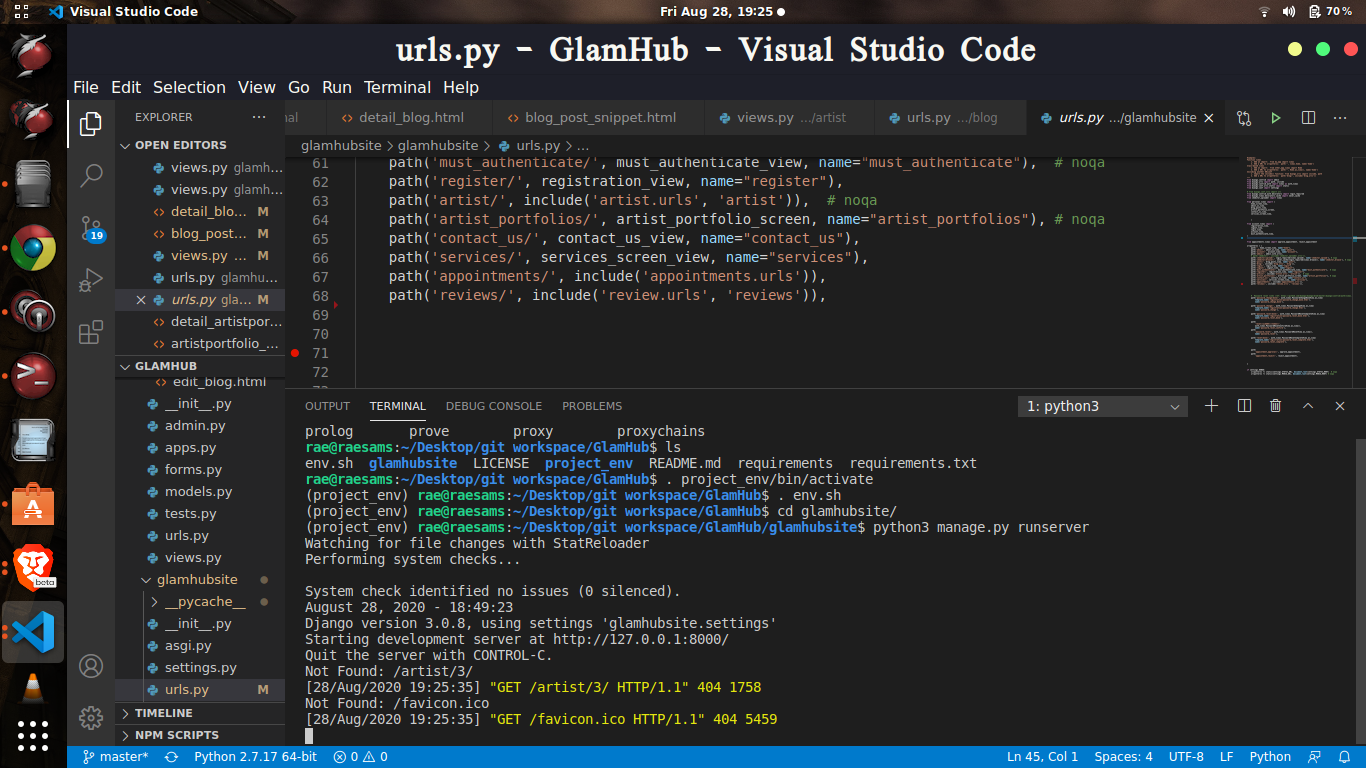 Visual Studio Code
Fri Aug 28, 19:25
70%
urls.py - GlamHub - Visual Studio Code
File Edit Selection View Go Run Terminal Help
EXPLORER
nal
detail_blog.html
blog_post_snippet.html
views.py .../artist
urls.py .../blog
urls.py .../glamhubsite
OPEN EDITORS
views.py glamh...
views.py glamh...
detail_blo... M
blog_post... M
views.py ... M
urls.py glamhu...
urls.py gla... M
detail_artistpor...
artistportfolio_...
GLAMHUB
edit_blog.html
__init__.py
admin.py
apps.py
forms.py
models.py
tests.py
urls.py
views.py
glamhubsite
__pycache__
__init__.py
asgi.py
settings.py
urls.py M
TIMELINE
NPM SCRIPTS
19
glamhubsite > glamhubsite > urls.py > ...
61 path('must_authenticate/', must_authenticate_view, name="must_authenticate"), # noqa
62 path('register/', registration_view, name="register"),
63 path('artist/', include('artist.urls', 'artist')), # noqa
64 path('artist_portfolios/', artist_portfolio_screen, name="artist_portfolios"), # noqa
65 path('contact_us/', contact_us_view, name="contact_us"),
66 path('services/', services_screen_view, name="services"),
67 path('appointments/', include('appointments.urls')),
68 path('reviews/', include('review.urls', 'reviews')),
69
70
71
72
OUTPUT TERMINAL DEBUG CONSOLE PROBLEMS
1: python3
prolog prove proxy proxychains
rae@raesams:~/Desktop/git workspace/GlamHub$ ls
env.sh glamhubsite LICENSE project_env README.md requirements requirements.txt
rae@raesams:~/Desktop/git workspace/GlamHub$ . project_env/bin/activate
(project_env) rae@raesams:~/Desktop/git workspace/GlamHub$ . env.sh
(project_env) rae@raesams:~/Desktop/git workspace/GlamHub$ cd glamhubsite/
(project_env) rae@raesams:~/Desktop/git workspace/GlamHub/glamhubsite$ python3 manage.py runserver
Watching for file changes with StatReloader
Performing system checks...
System check identified no issues (0 silenced).
August 28, 2020 - 18:49:23
Django version 3.0.8, using settings 'glamhubsite.settings'
Starting development server at http://127.0.0.1:8000/
Quit the server with CONTROL-C.
Not Found: /artist/3/
[28/Aug/2020 19:25:35] "GET /artist/3/ HTTP/1.1" 404 1758
Not Found: /favicon.ico
[28/Aug/2020 19:25:35] "GET /favicon.ico HTTP/1.1" 404 5459
beta
master* Python 2.7.17 64-bit 0 0 Ln 45, Col 1 Spaces: 4 UTF-8 LF Python